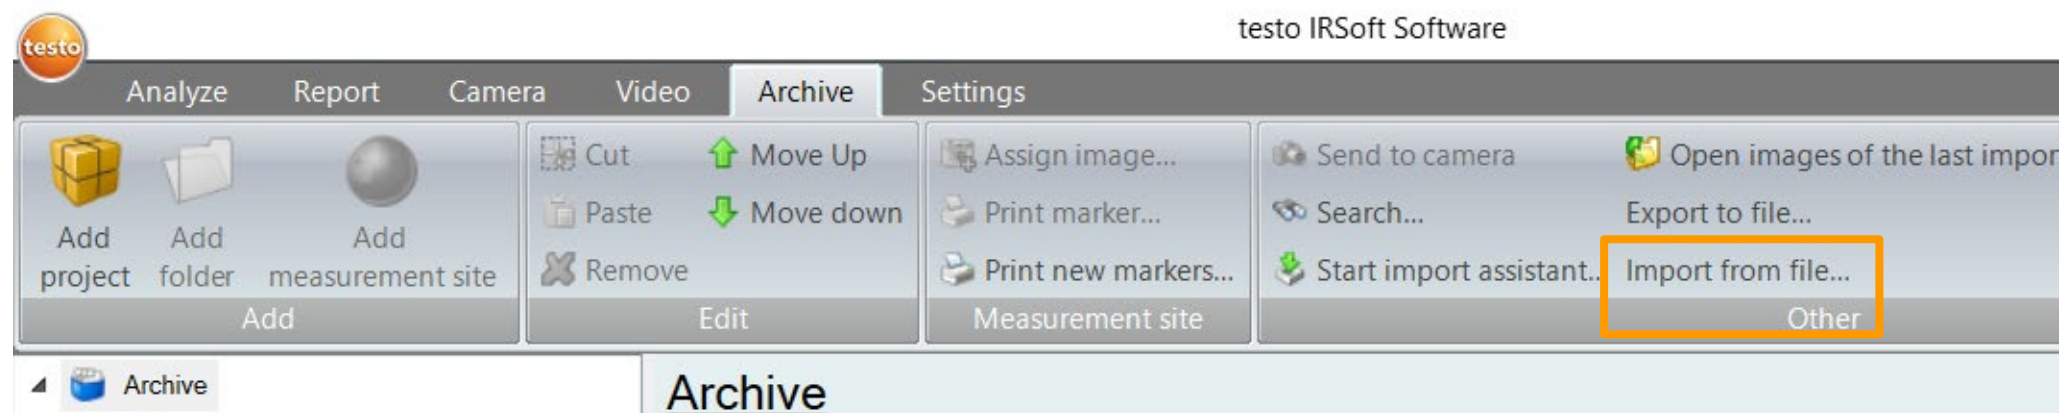 testo IRSoft Software
testo
Analyze Report Camera Video Archive Settings
Add project
Add folder
Add measurement site
Add
Cut
Paste
Remove
Move Up
Move down
Edit
Assign image...
Print marker...
Print new markers...
Measurement site
Send to camera
Search...
Start import assistant..
Open images of the last impor
Export to file...
Import from file...
Other
Archive
Archive